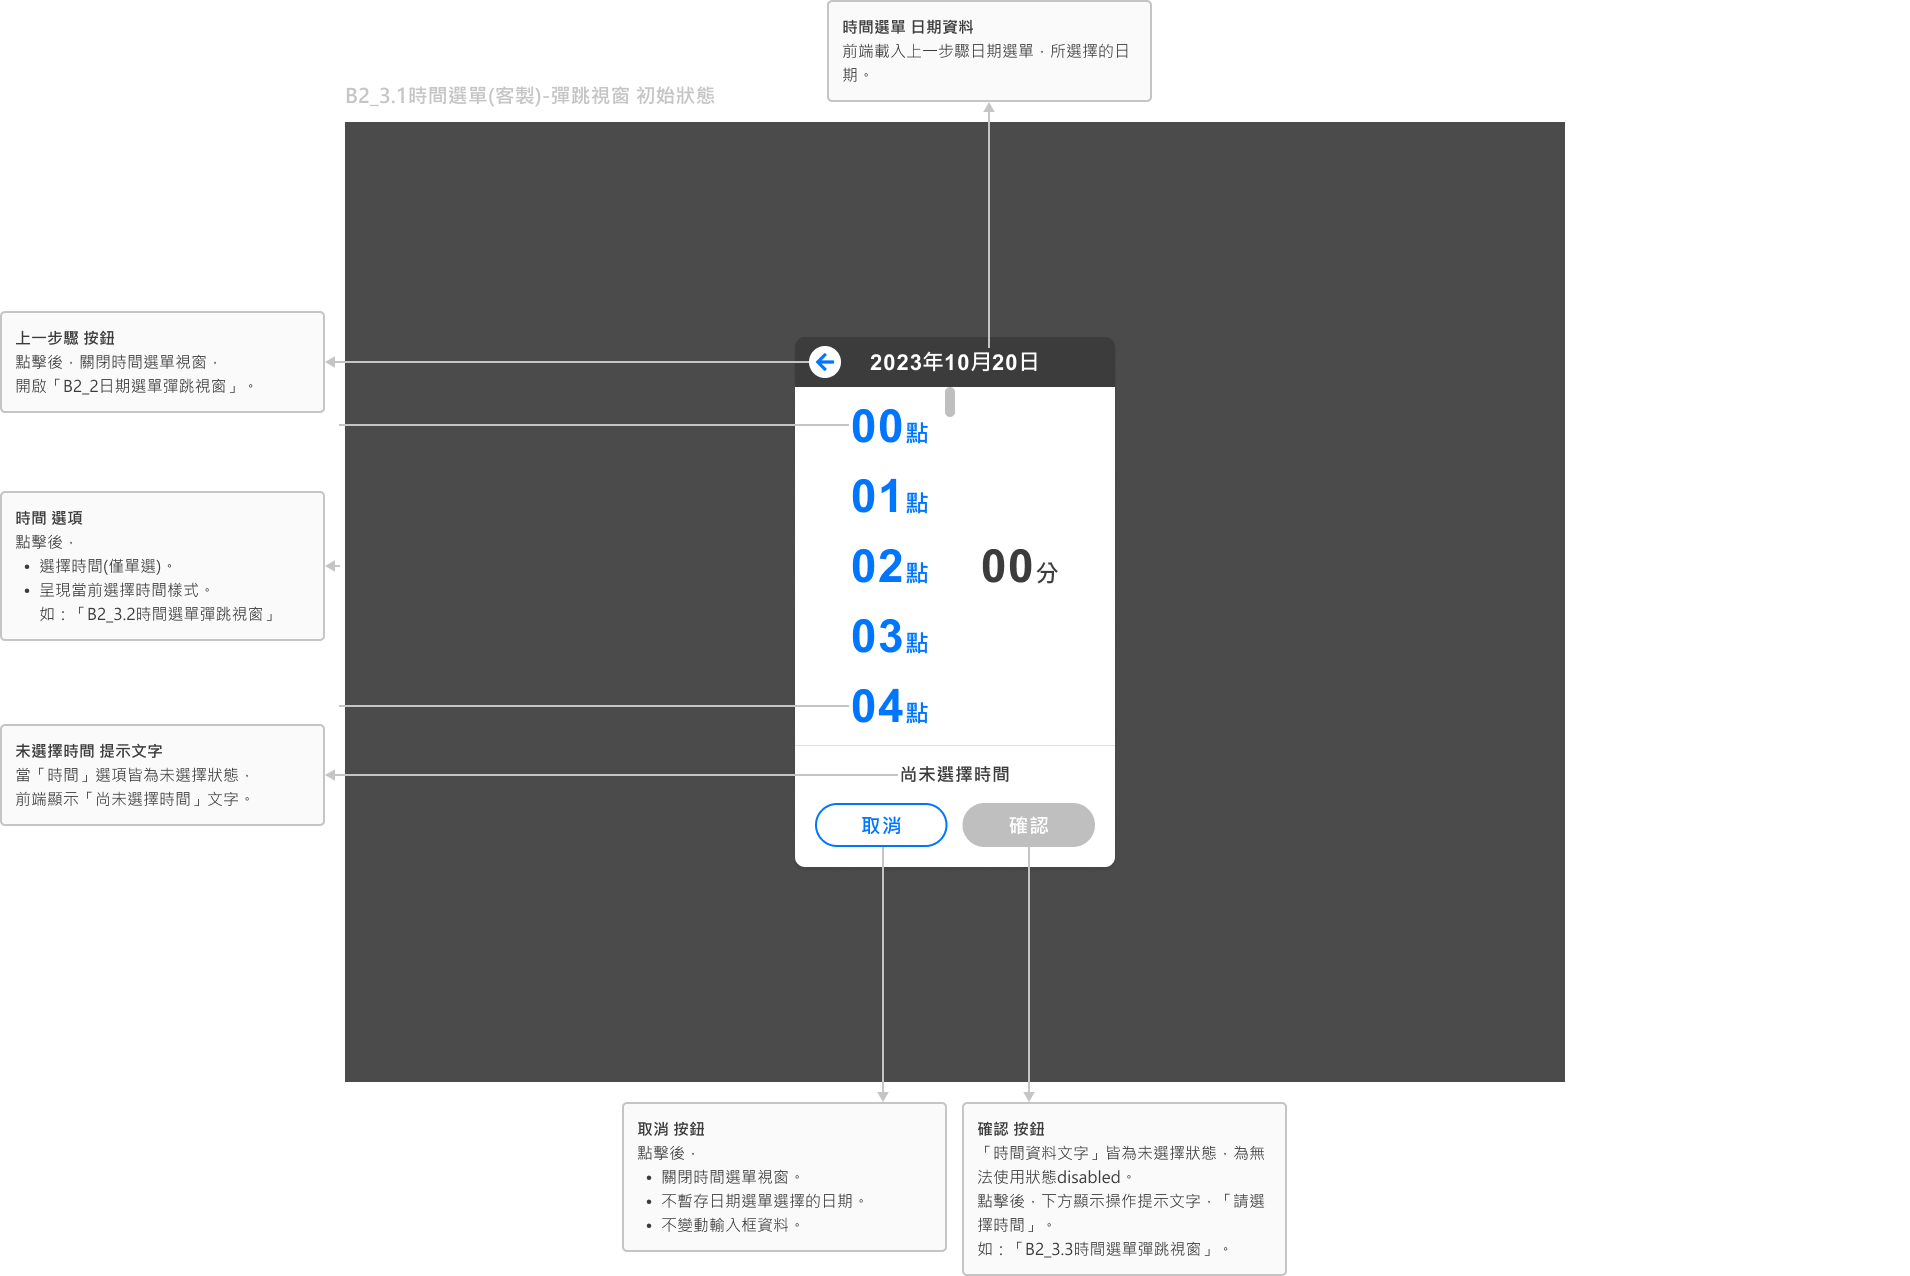 時間選單 日期資料
前端載入上一步驟日期選單，所選擇的日
期。
B2_3.1時間選單(客製)-彈跳視窗 初始狀態
上一步驟 按鈕
點擊後，關閉時間選單視窗，
開啟「B2_2日期選單彈跳視窗」。
時間 選項
點擊後，
• 選擇時間(僅單選)。
• 呈現當前選擇時間樣式。
如：「B2_3.2時間選單彈跳視窗」
未選擇時間 提示文字
當「時間」選項皆為未選擇狀態，
前端顯示「尚未選擇時間」文字。
2023年10月20日
00點
01點
02點 00分
03點
04點
尚未選擇時間
取消 確認
取消 按鈕
點擊後，
• 關閉時間選單視窗。
• 不暫存日期選單選擇的日期。
• 不變動輸入框資料。
確認 按鈕
「時間資料文字」皆為未選擇狀態，為無
法使用狀態disabled。
點擊後，下方顯示操作提示文字，「請選
擇時間」。
如：「B2_3.3時間選單彈跳視窗」。